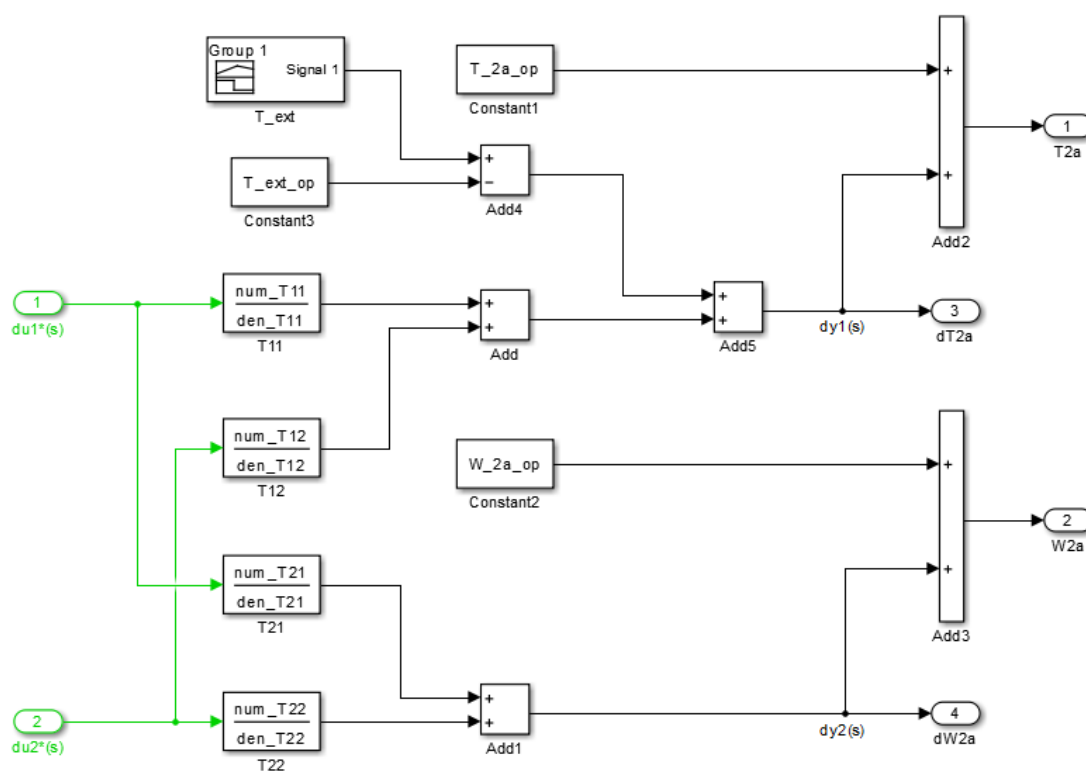 Group 1
Signal 1
T_ext
T_2a_op
Constant1
+
+
Add2
1
T2a
T_ext_op
Constant3
+
−
Add4
1
du1*(s)
num_T11
den_T11
T11
+
+
Add
+
+
Add5
dy1(s)
3
dT2a
num_T12
den_T12
T12
W_2a_op
Constant2
+
+
Add3
2
W2a
num_T21
den_T21
T21
2
du2*(s)
num_T22
den_T22
T22
+
+
Add1
dy2(s)
4
dW2a